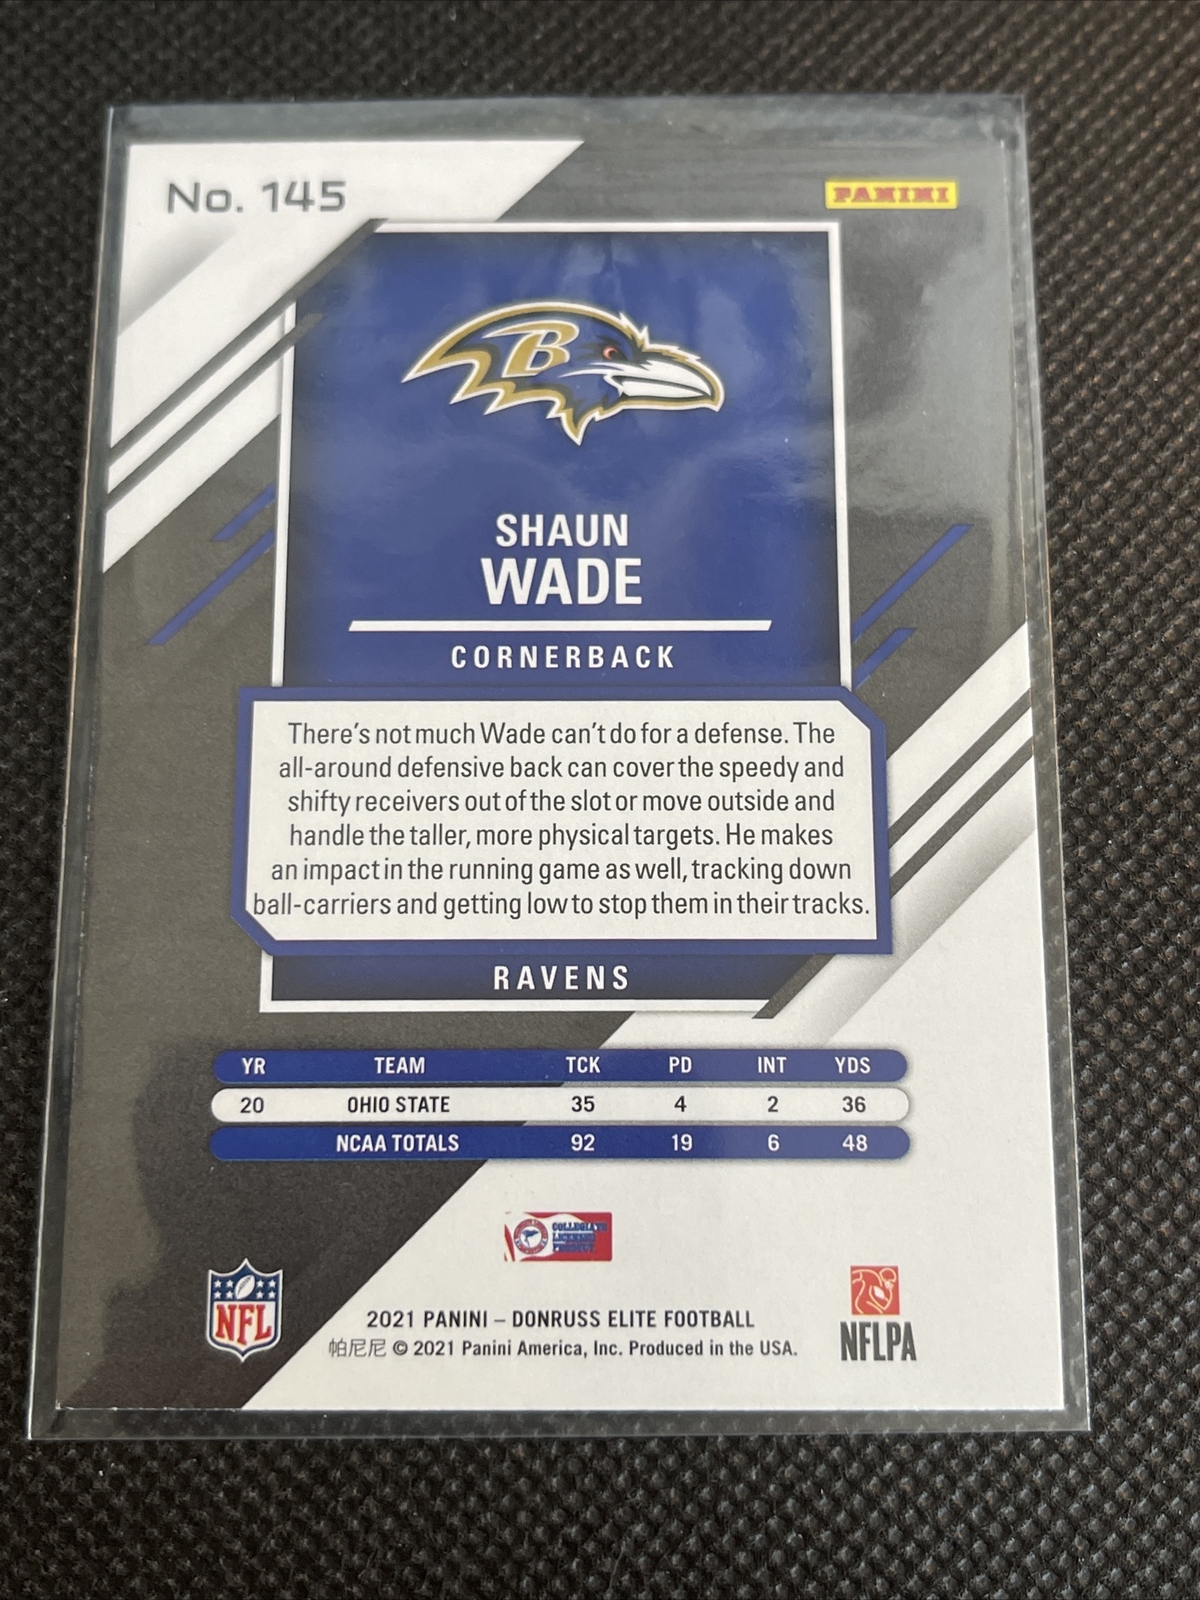 No. 145
PANINI
B
SHAUN
WADE
CORNERBACK
There's not much Wade can't do for a defense. The
all-around defensive back can cover the speedy and
shifty receivers out of the slot or move outside and
handle the taller, more physical targets. He makes
an impact in the running game as well, tracking down
ball-carriers and getting low to stop them in their tracks.
RAVENS
YR TEAM TCK PD INT YDS
20 OHIO STATE 35 4 2 36
NCAA TOTALS 92 19 6 48
COLLEGIATE
LICENSED
PRODUCT
NFL
2021 PANINI – DONRUSS ELITE FOOTBALL
帕尼尼 © 2021 Panini America, Inc. Produced in the USA.
NFLPA